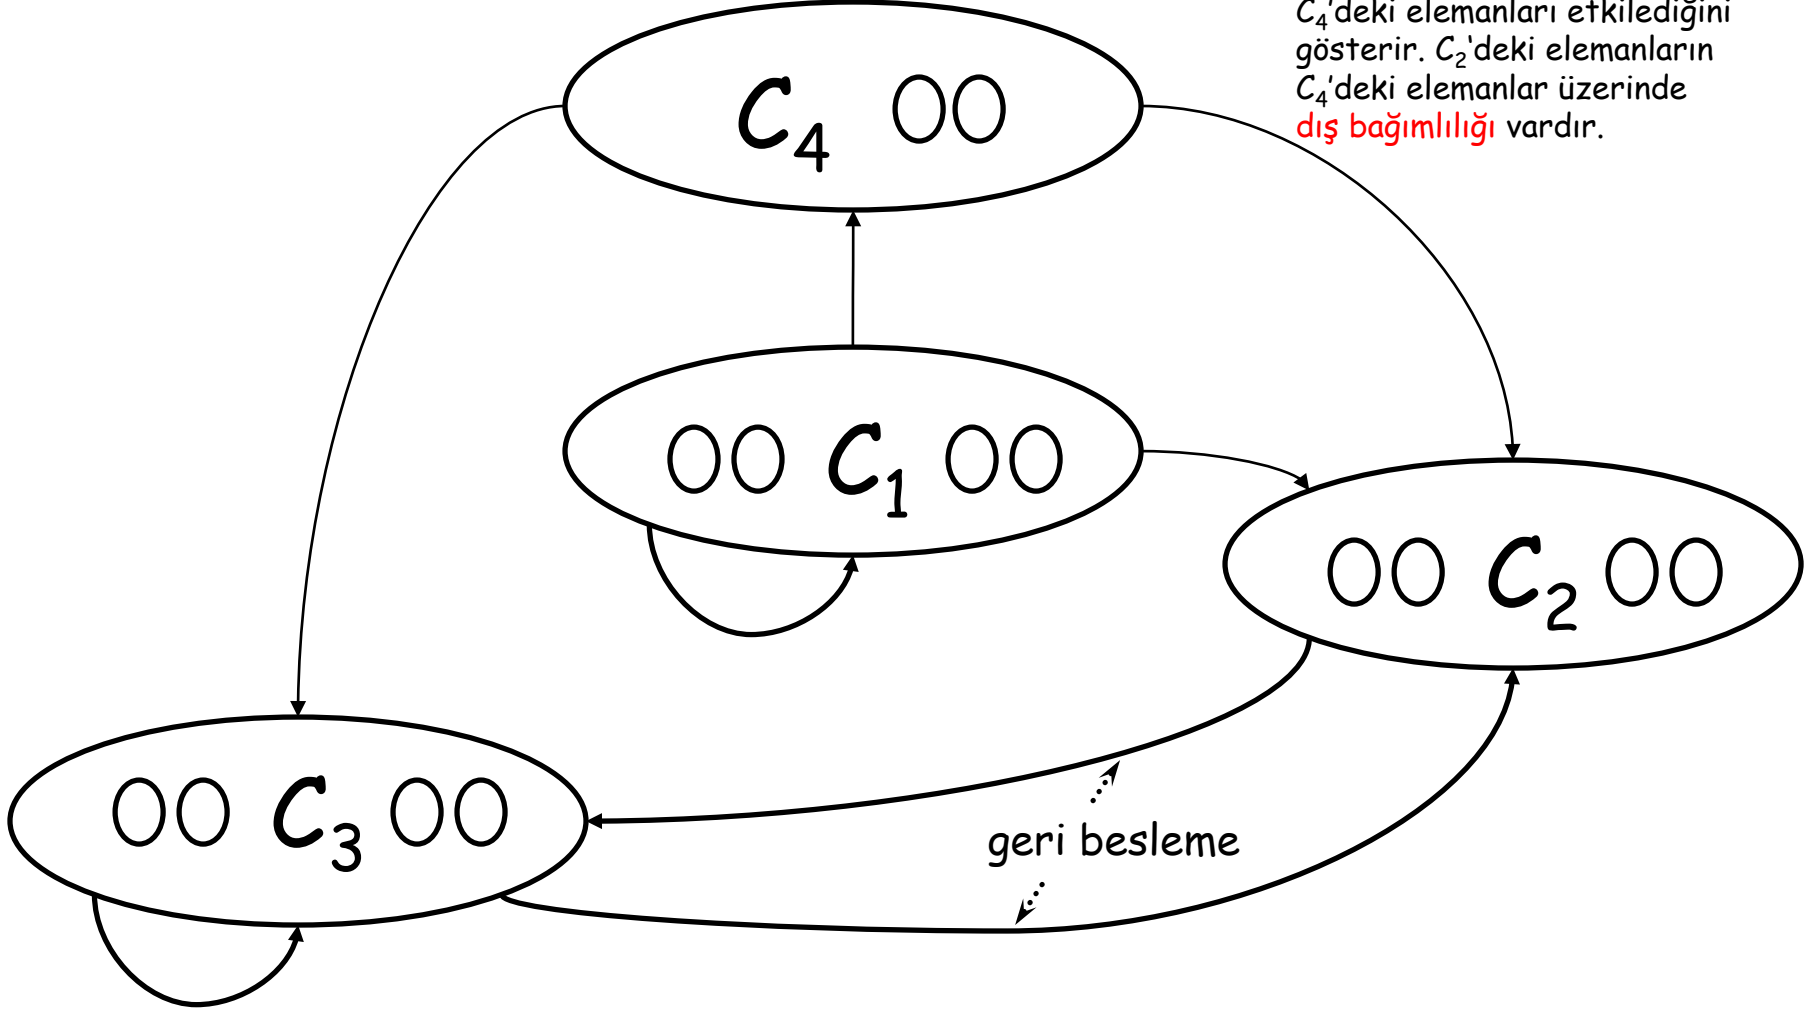 C₄'deki elemanları etkilediğini
gösterir. C₂'deki elemanların
C₄'deki elemanlar üzerinde
dış bağımlılığı vardır.
C₄
C₁
C₂
C₃
geri besleme